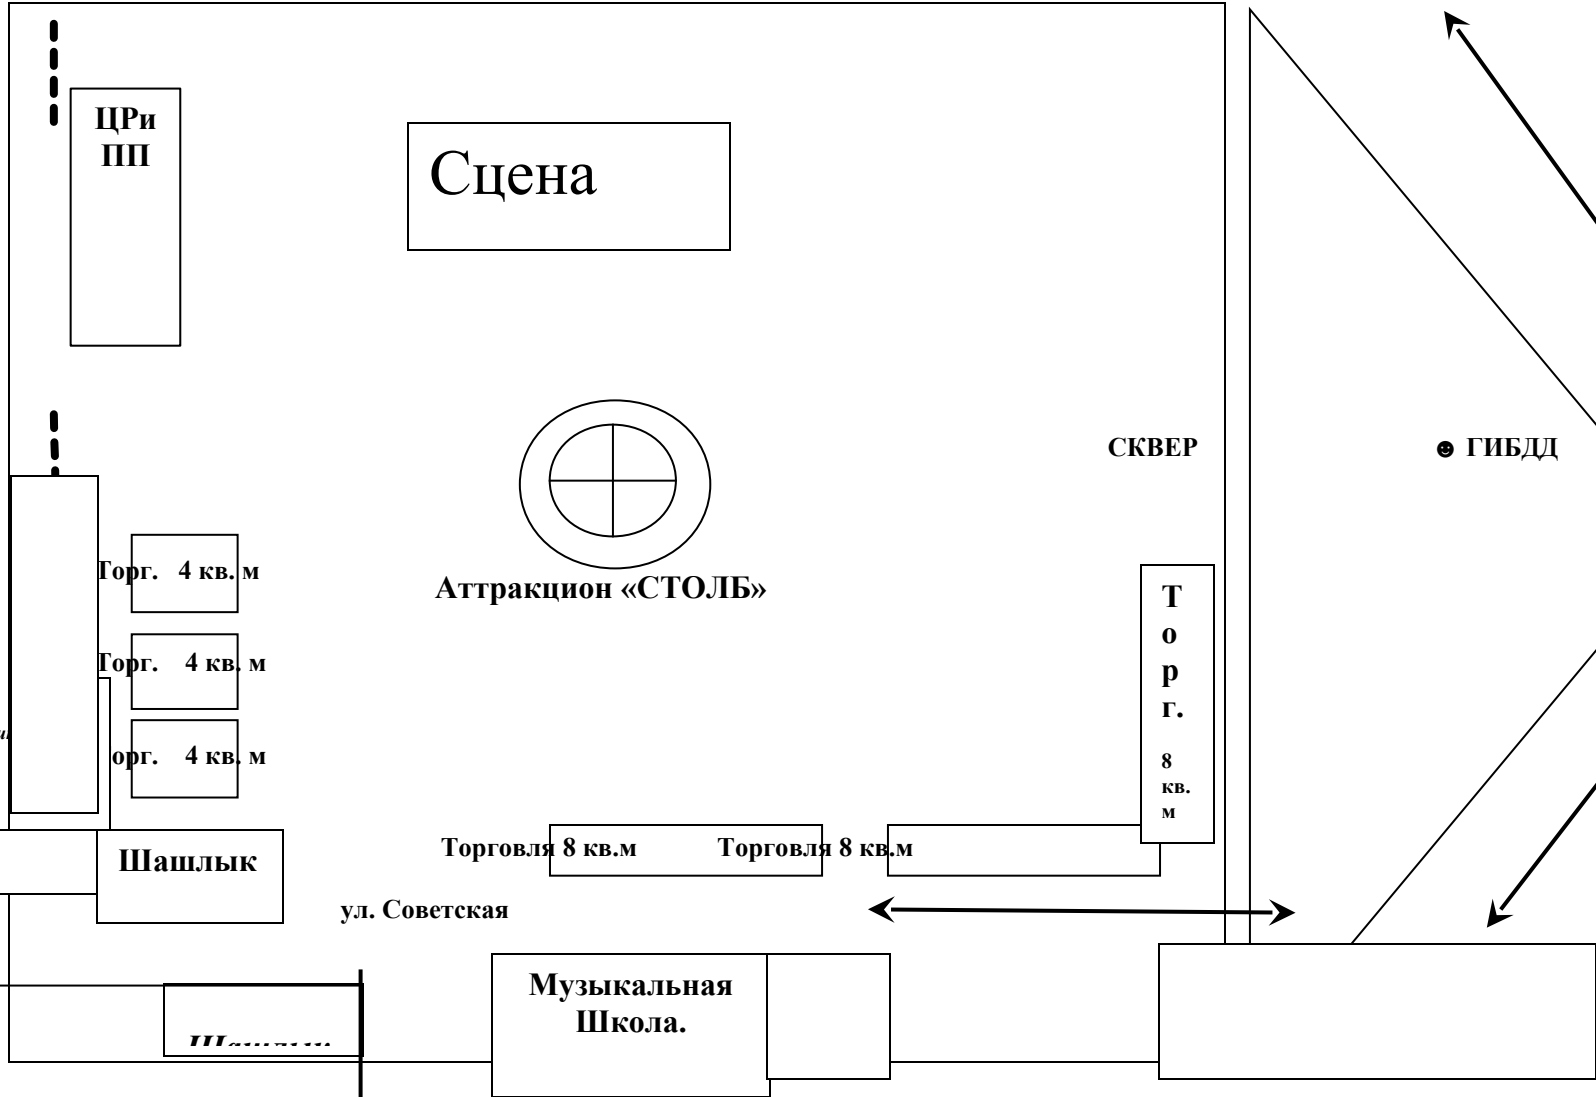 ЦРи
ПП
Сцена
СКВЕР
☻ ГИБДД
Торг. 4 кв. м
Аттракцион «СТОЛБ»
Торг. 4 кв. м
орг. 4 кв. м
Т
о
р
г.
8
кв.
м
Торговля 8 кв.м Торговля 8 кв.м
Шашлык
ул. Советская
Музыкальная
Школа.
Шашлык